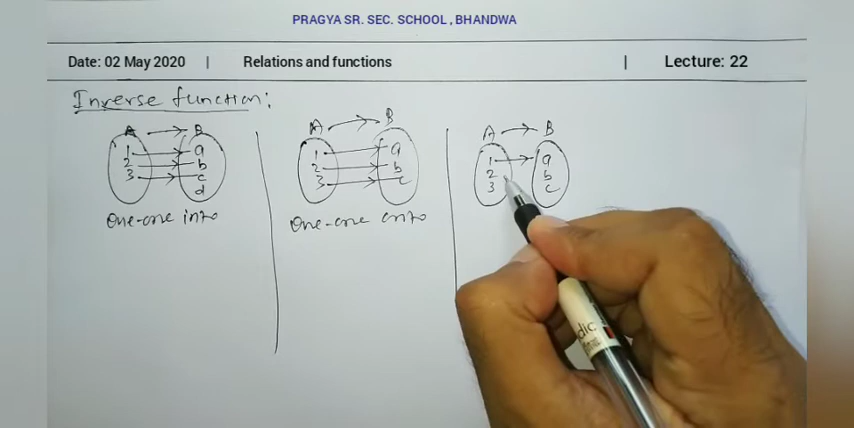 PRAGYA SR. SEC. SCHOOL , BHANDWA
Date: 02 May 2020 | Relations and functions | Lecture: 22
Inverse function:
A B
1 a
2 b
3 c
d
One-one into
A B
1 a
2 b
3 c
One-one onto
A B
1 a
2 b
3 c
dic